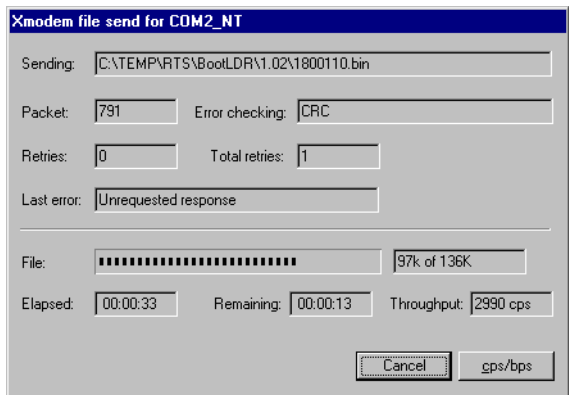 Xmodem file send for COM2_NT
Sending: C:\TEMP\RTS\BootLDR\1.02\1800110.bin
Packet: 791 Error checking: CRC
Retries: 0 Total retries: 1
Last error: Unrequested response
File: 97k of 136K
Elapsed: 00:00:33 Remaining: 00:00:13 Throughput: 2990 cps
Cancel cps/bps